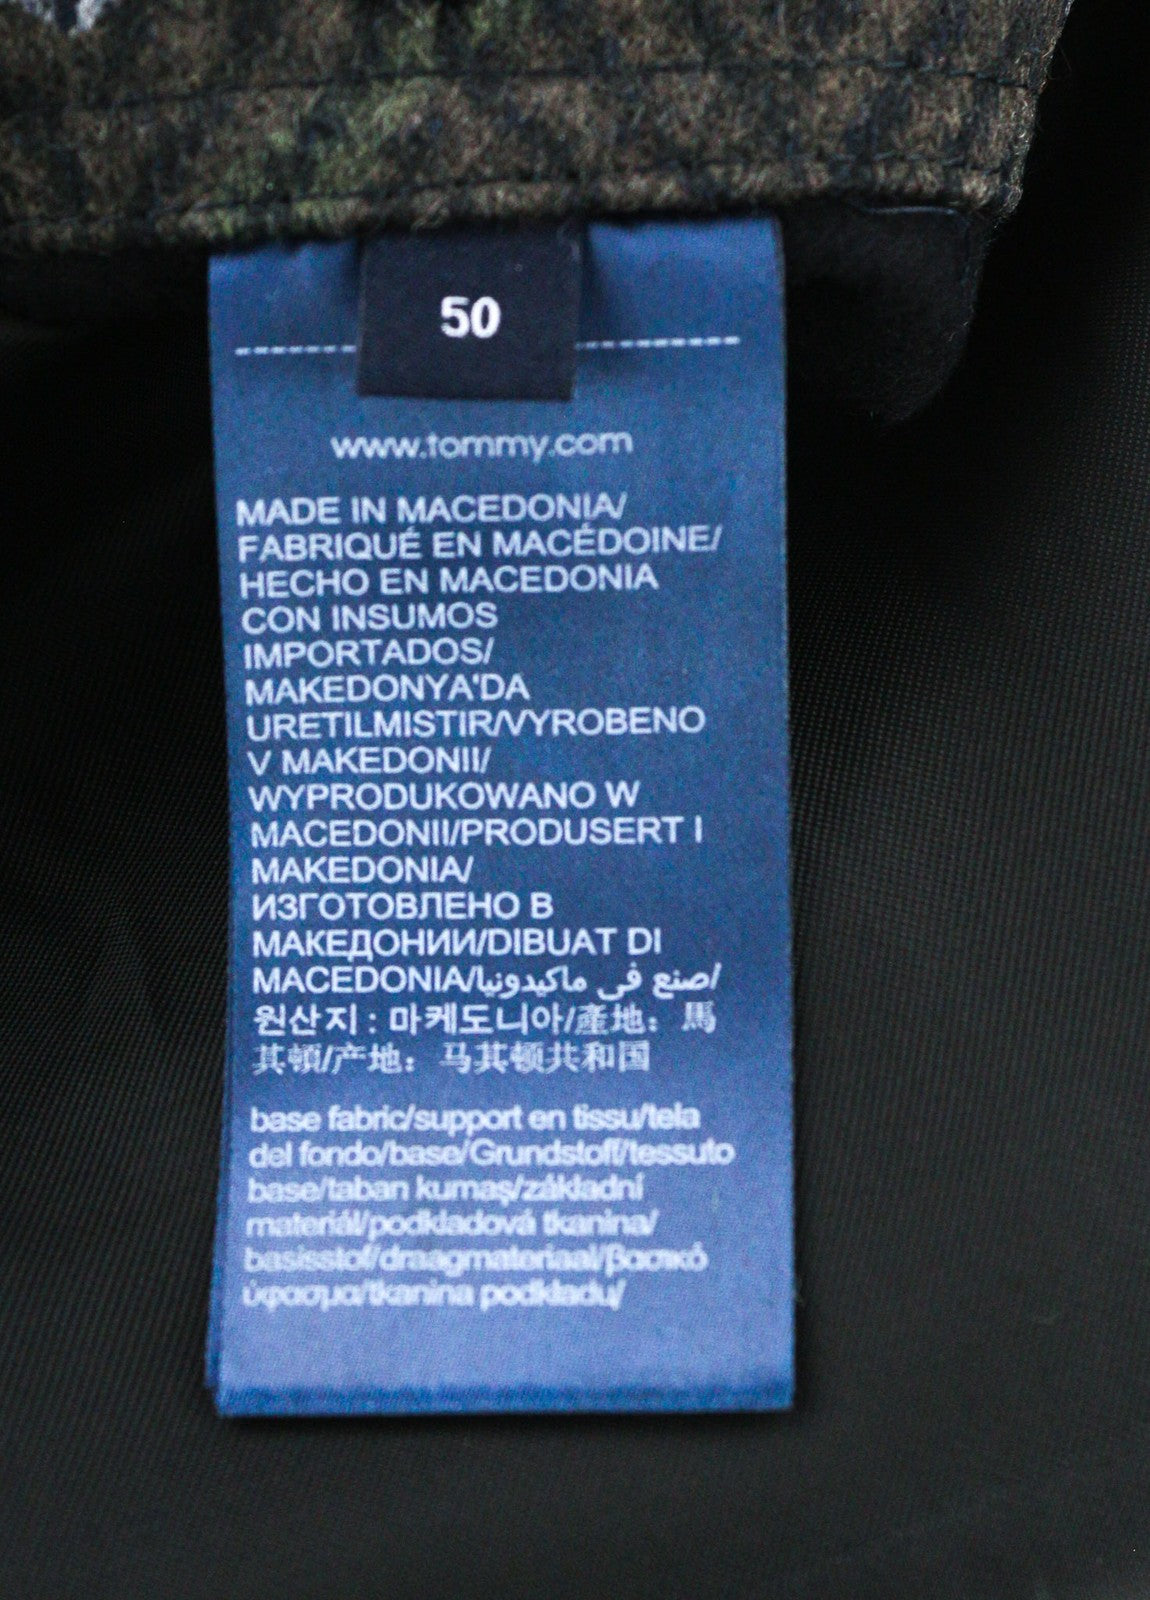 50
www.tommy.com
MADE IN MACEDONIA/
FABRIQUÉ EN MACÉDOINE/
HECHO EN MACEDONIA
CON INSUMOS
IMPORTADOS/
MAKEDONYA'DA
URETILMISTIR/VYROBENO
V MAKEDONII/
WYPRODUKOWANO W
MACEDONII/PRODUSERT I
MAKEDONIA/
ИЗГОТОВЛЕНО В
МАКЕДОНИИ/DIBUAT DI
MACEDONIA/صنع فى ماكيدونيا/
원산지 : 마케도니아/產地：馬
其頓/产地：马其顿共和国
base fabric/support en tissu/tela
del fondo/base/Grundstoff/tessuto
base/taban kumaş/základní
materiál/podkladová tkanina/
basisstof/draagmateriaal/βασικό
ύφασμα/tkanina podkładu/